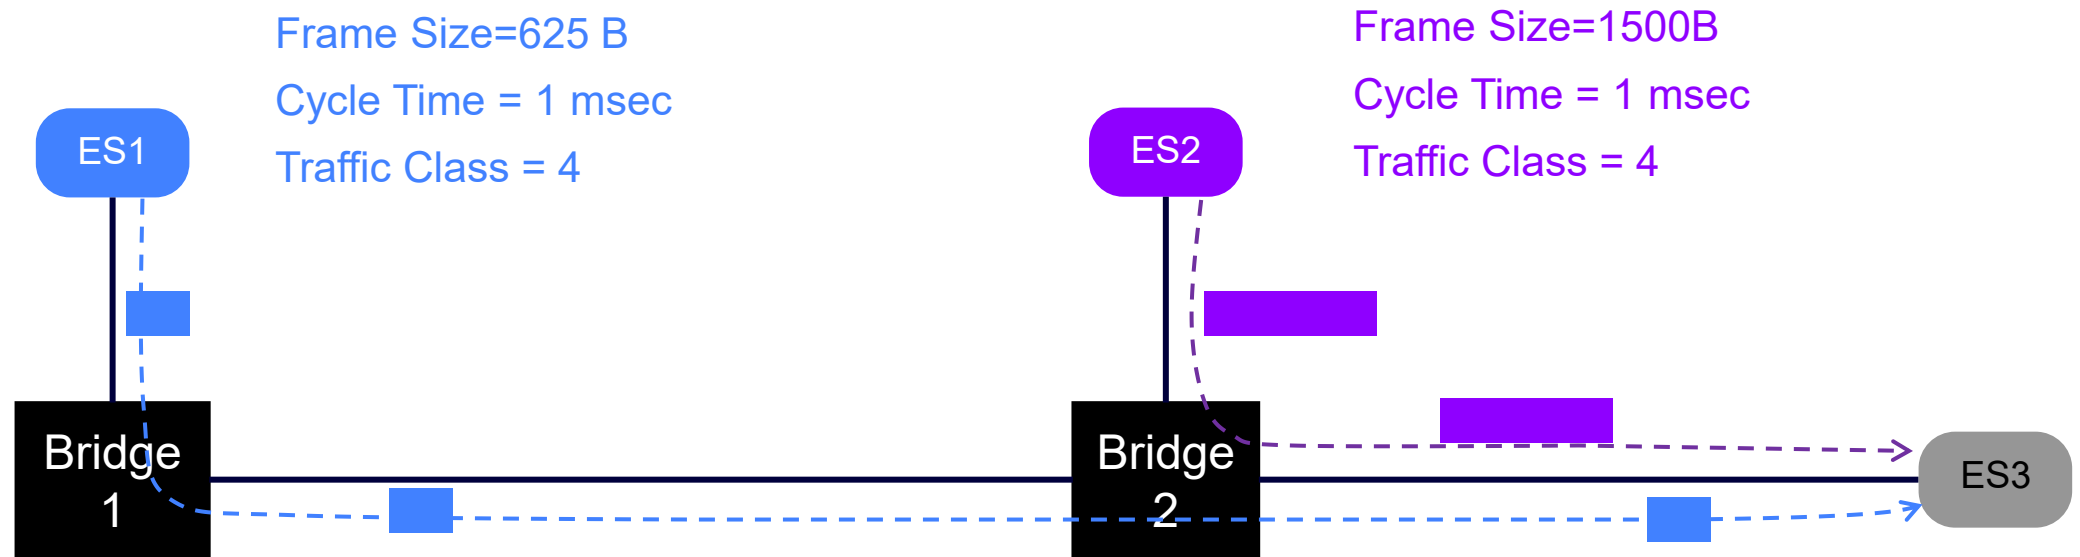 Frame Size=625 B
Cycle Time = 1 msec
Traffic Class = 4
Frame Size=1500B
Cycle Time = 1 msec
Traffic Class = 4
ES1
ES2
Bridge
1
Bridge
2
ES3